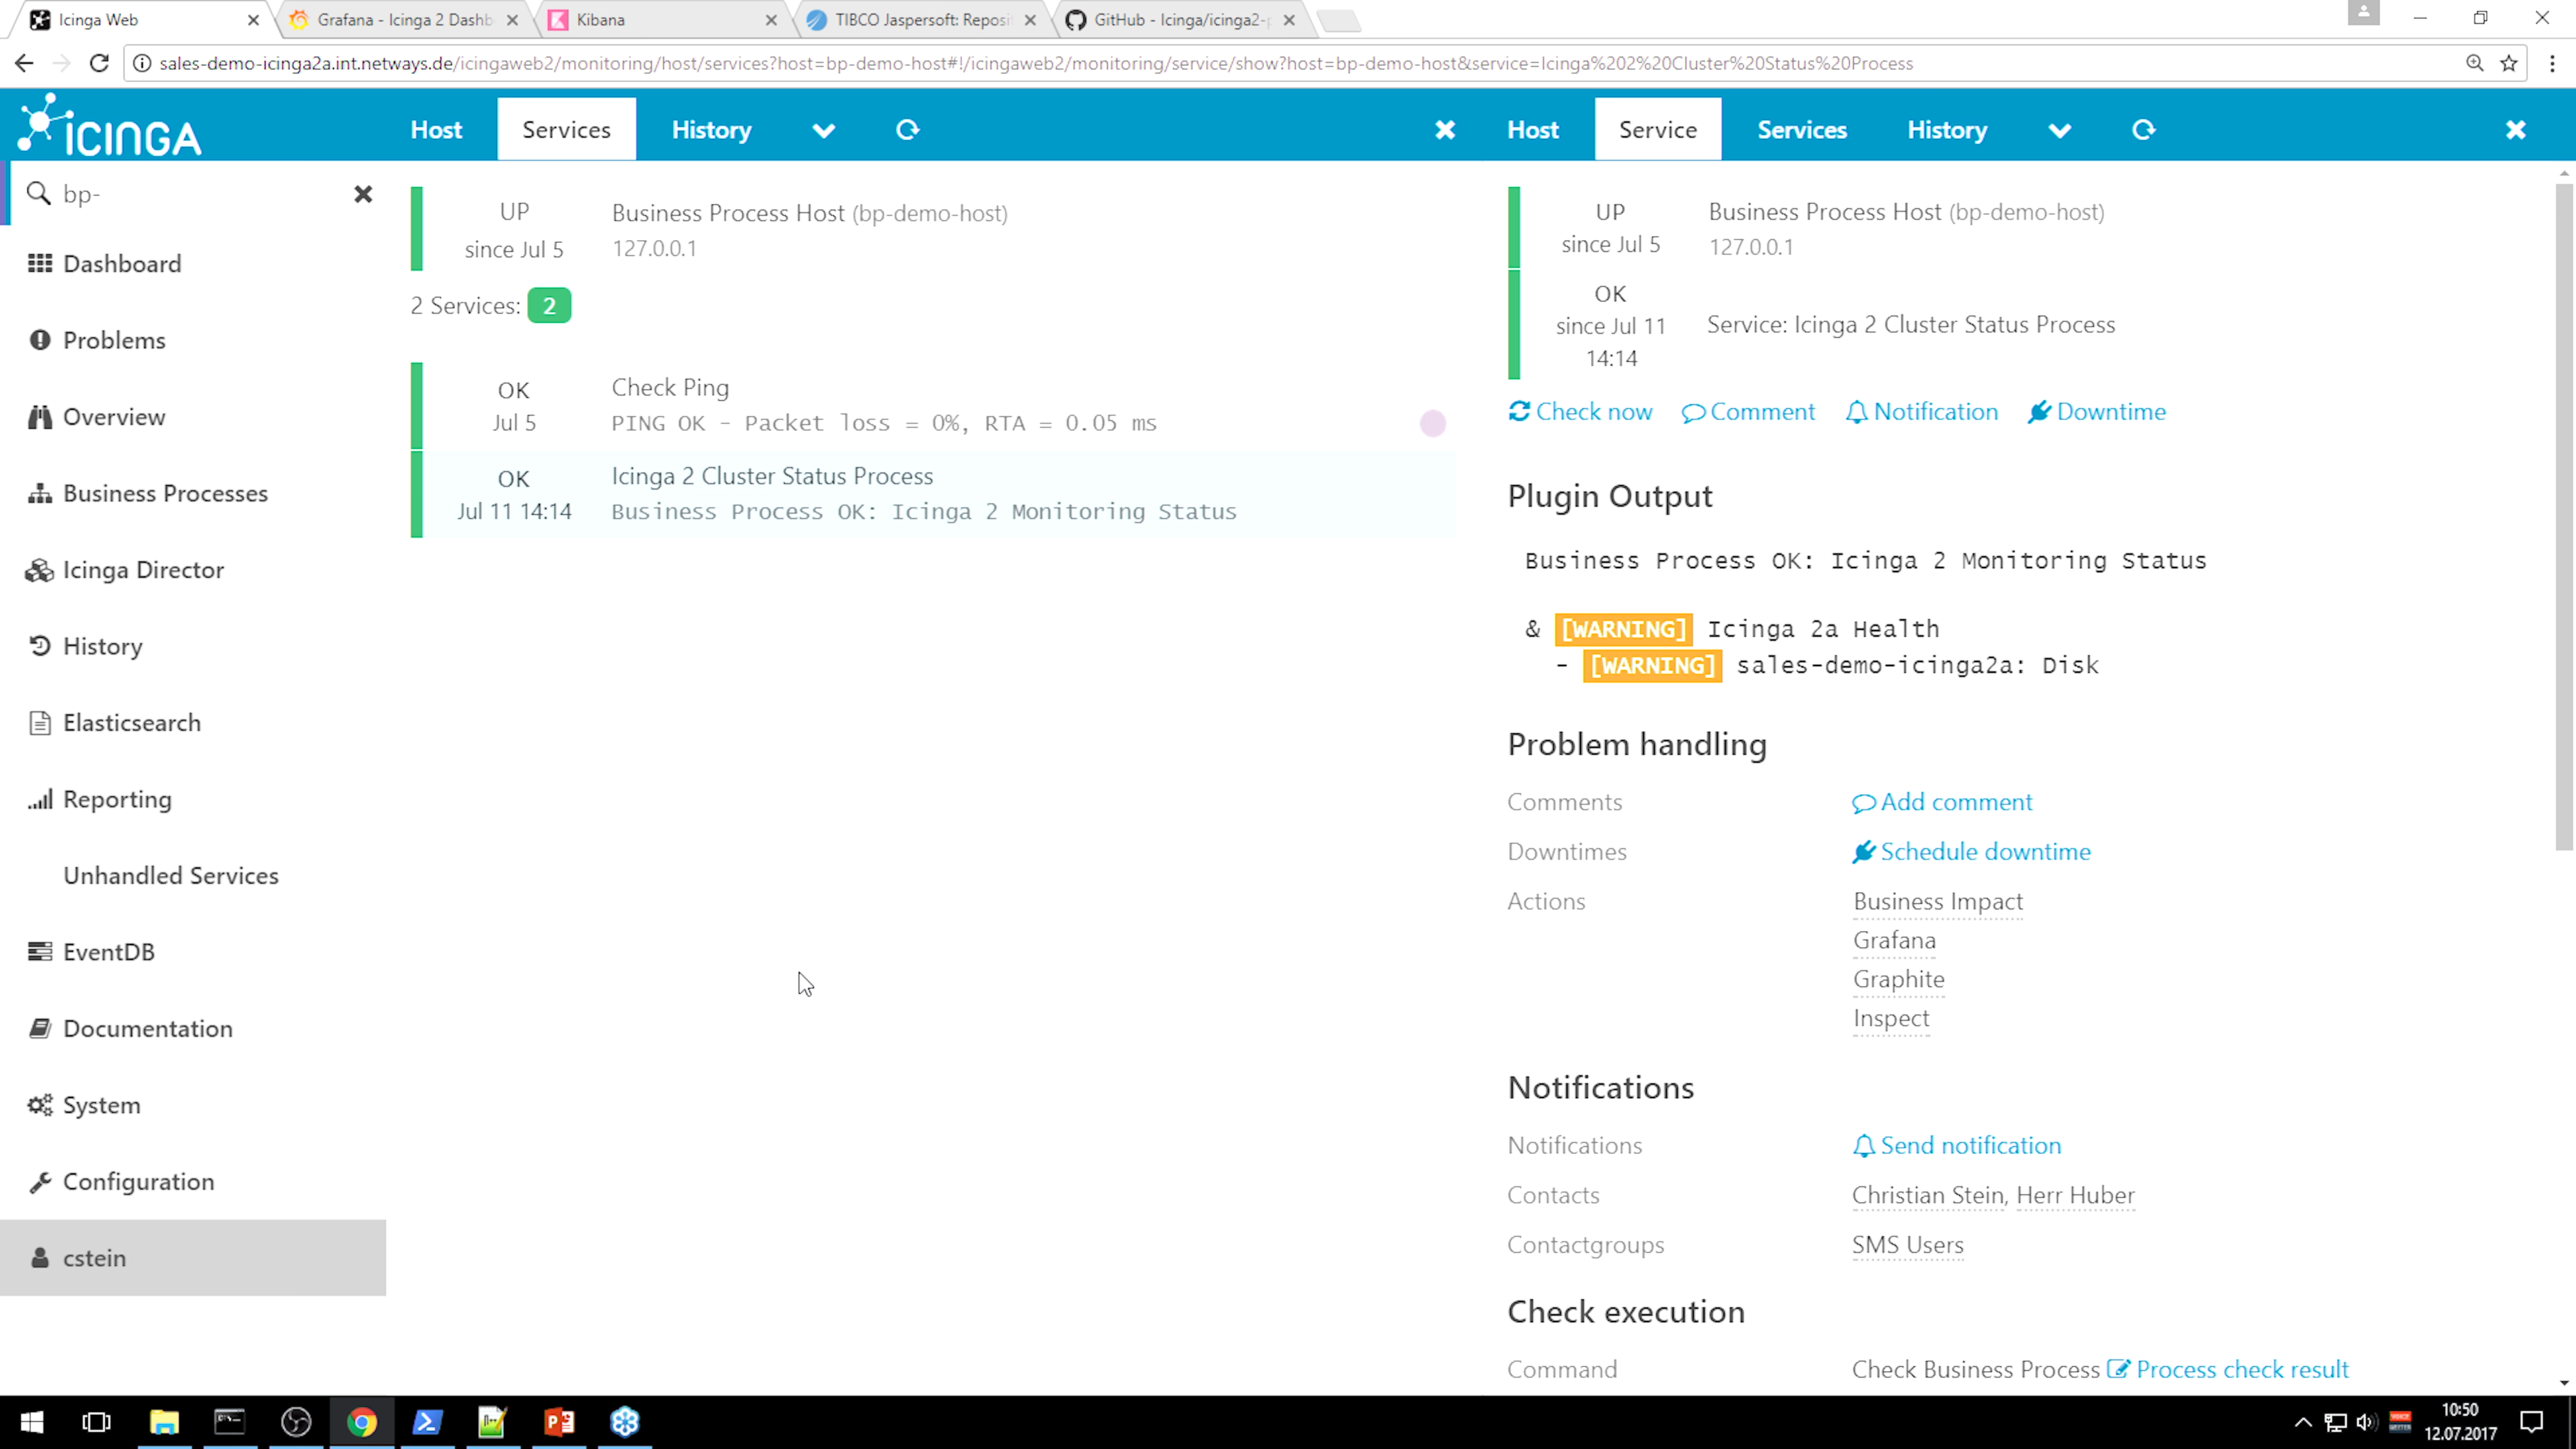 Icinga Web
Grafana - Icinga 2 Dashb
Kibana
TIBCO Jaspersoft: Reposi
GitHub - Icinga/icinga2-p
sales-demo-icinga2a.int.netways.de/icingaweb2/monitoring/host/services?host=bp-demo-host#!/icingaweb2/monitoring/service/show?host=bp-demo-host&service=Icinga%202%20Cluster%20Status%20Process
ICINGA
Host Services History
Host Service Services History
bp-
Dashboard
Problems
Overview
Business Processes
Icinga Director
History
Elasticsearch
Reporting
Unhandled Services
EventDB
Documentation
System
Configuration
cstein
UP
since Jul 5
Business Process Host (bp-demo-host)
127.0.0.1
2 Services: 2
OK
Jul 5
Check Ping
PING OK - Packet loss = 0%, RTA = 0.05 ms
OK
Jul 11 14:14
Icinga 2 Cluster Status Process
Business Process OK: Icinga 2 Monitoring Status
UP
since Jul 5
Business Process Host (bp-demo-host)
127.0.0.1
OK
since Jul 11
14:14
Service: Icinga 2 Cluster Status Process
Check now Comment Notification Downtime
Plugin Output
Business Process OK: Icinga 2 Monitoring Status
& [WARNING] Icinga 2a Health
- [WARNING] sales-demo-icinga2a: Disk
Problem handling
Comments Add comment
Downtimes Schedule downtime
Actions Business Impact
Grafana
Graphite
Inspect
Notifications
Notifications Send notification
Contacts Christian Stein, Herr Huber
Contactgroups SMS Users
Check execution
Command Check Business Process Process check result
10:50
12.07.2017